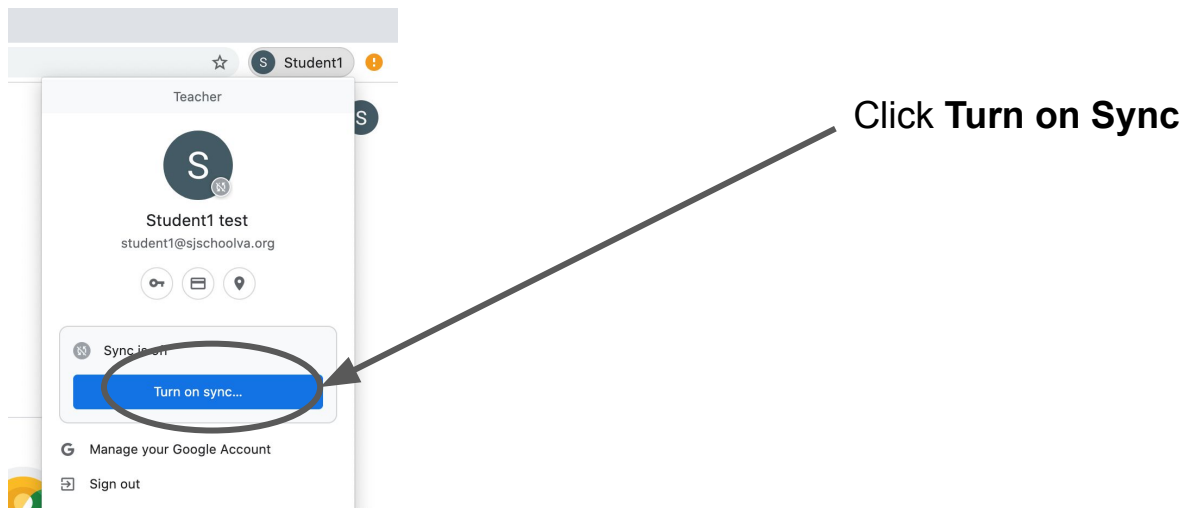 S Student1
Teacher
S
S
Click Turn on Sync
Student1 test
student1@sjschoolva.org
Sync is off
Turn on sync...
Manage your Google Account
Sign out